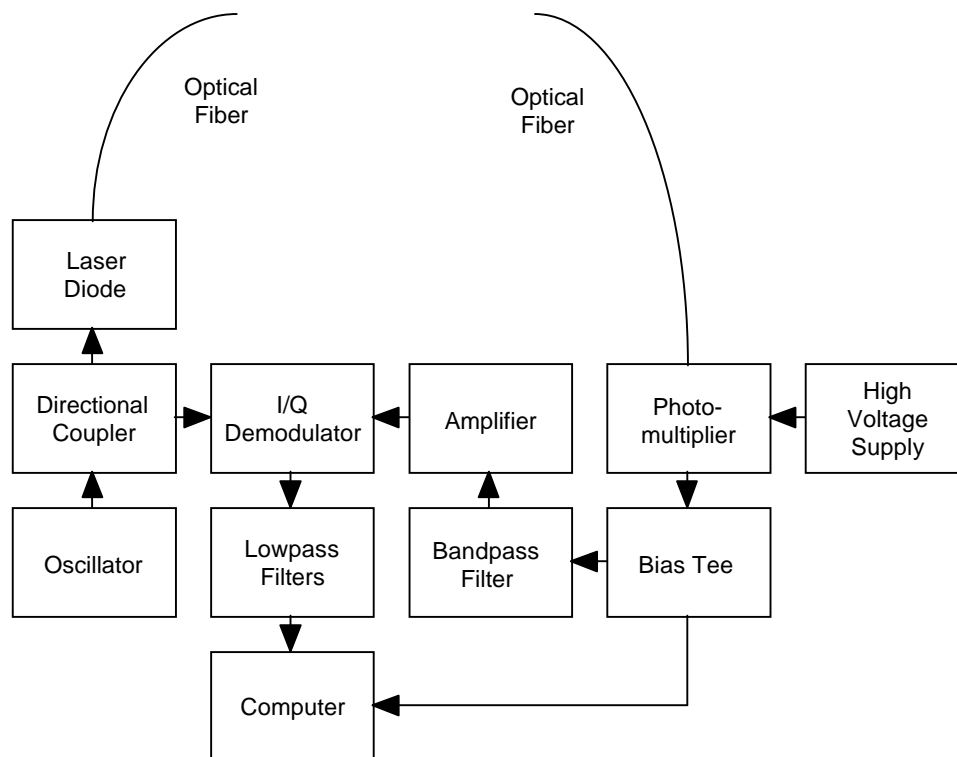 Optical
Fiber
Optical
Fiber
Laser
Diode
Directional
Coupler
I/Q
Demodulator
Amplifier
Photo-
multiplier
High
Voltage
Supply
Oscillator
Lowpass
Filters
Bandpass
Filter
Bias Tee
Computer